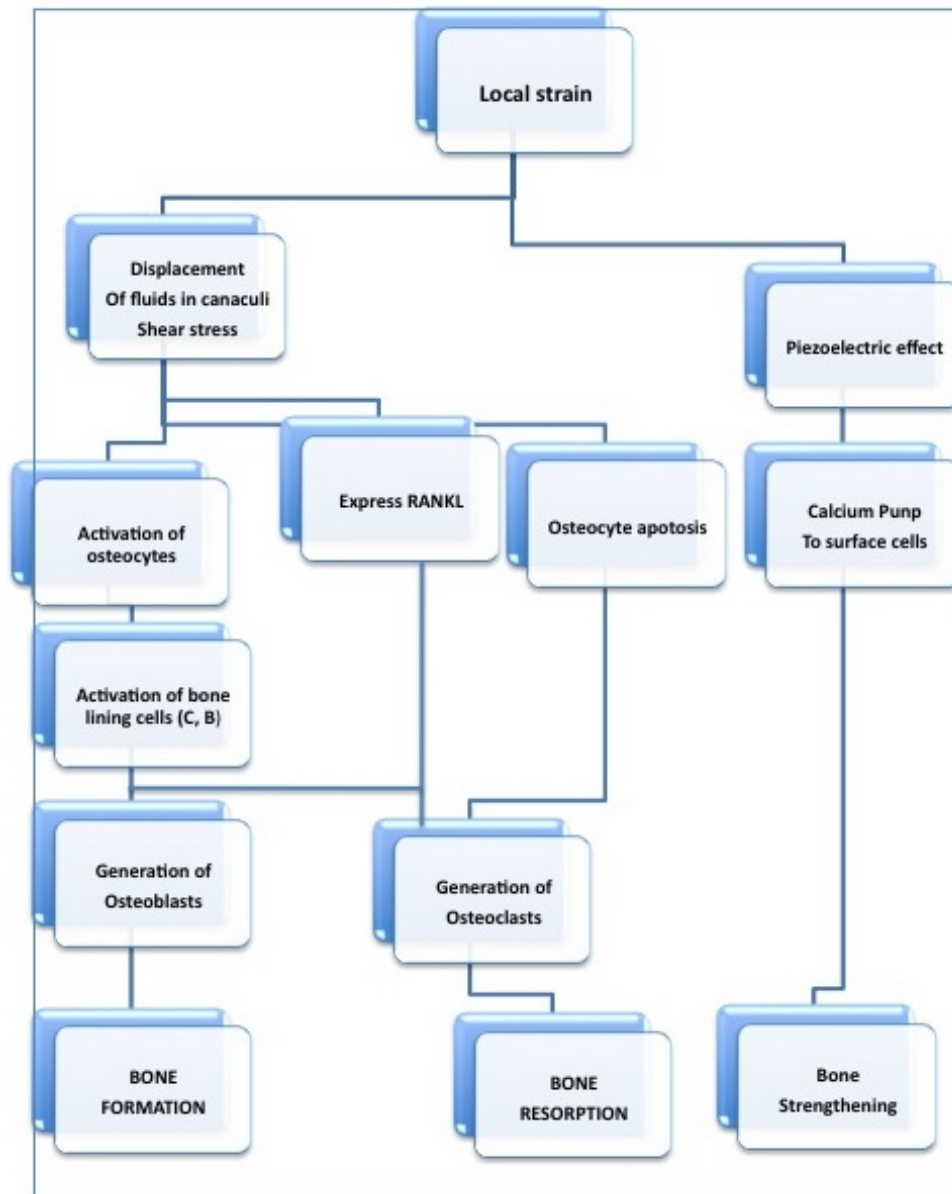 Local strain
Displacement
Of fluids in canaculi
Shear stress
Piezoelectric effect
Activation of
osteocytes
Express RANKL
Osteocyte apotosis
Calcium Punp
To surface cells
Activation of bone
lining cells (C, B)
Generation of
Osteoblasts
Generation of
Osteoclasts
BONE
FORMATION
BONE
RESORPTION
Bone
Strengthening